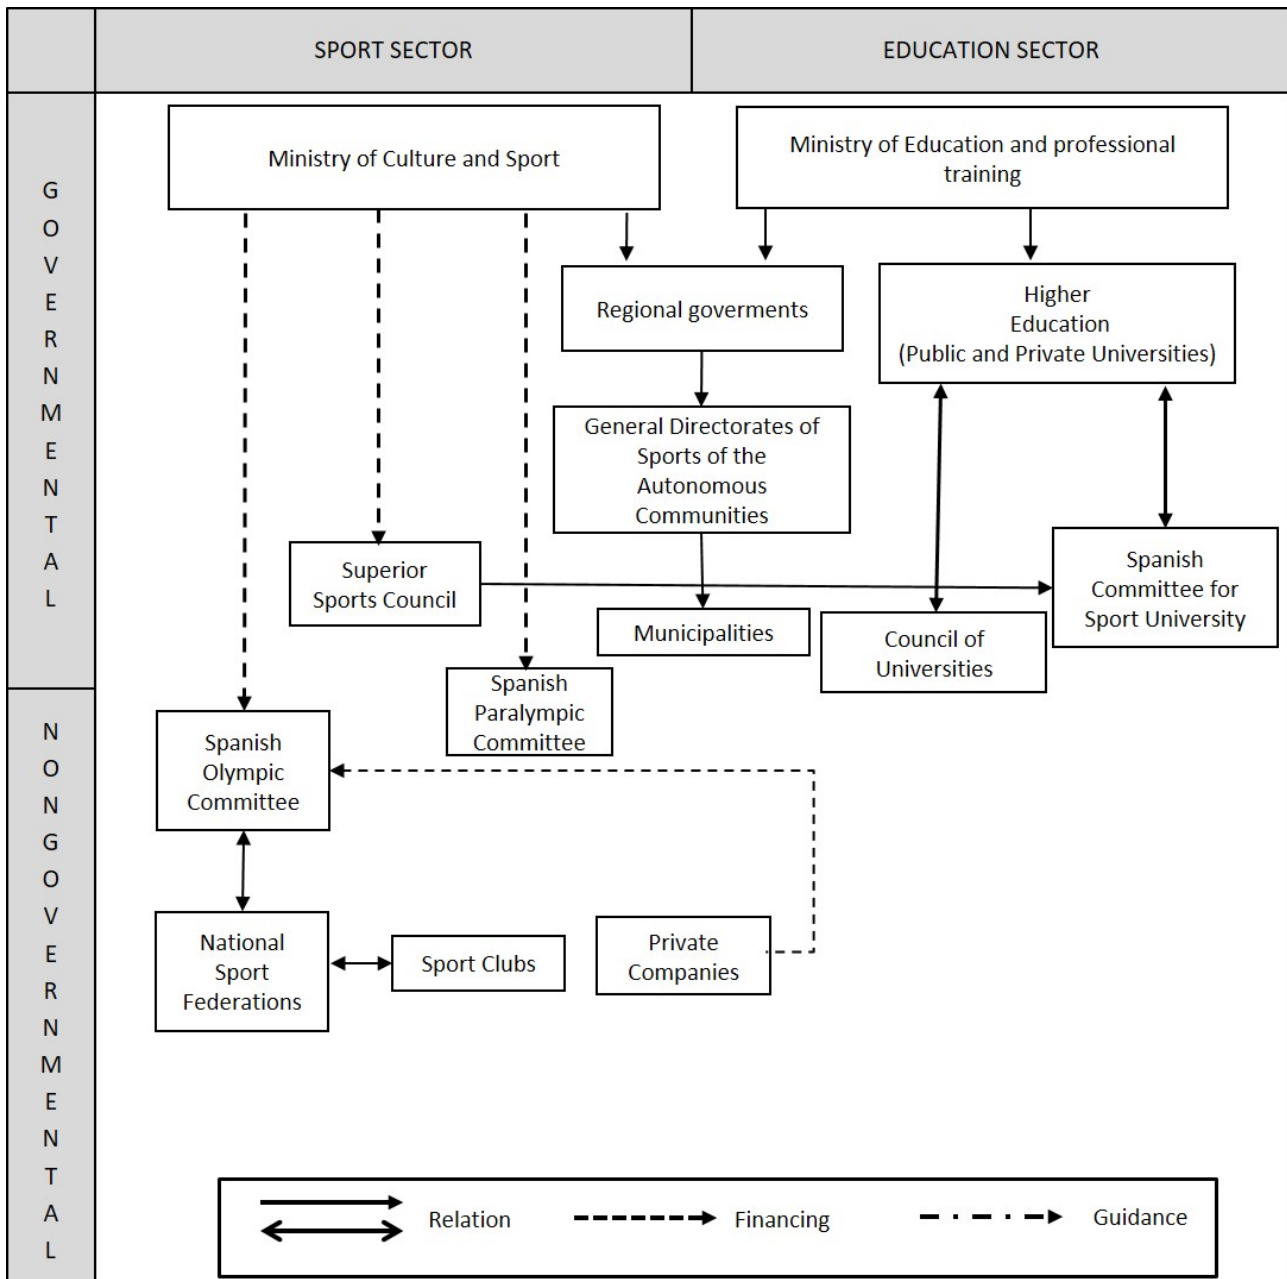 SPORT SECTOR
EDUCATION SECTOR
GOVERNMENTAL
Ministry of Culture and Sport
Ministry of Education and professional
training
Regional goverments
Higher
Education
(Public and Private Universities)
General Directorates of
Sports of the
Autonomous
Communities
Superior
Sports Council
Spanish
Committee for
Sport University
Municipalities
Council of
Universities
NONGOVERNMENTAL
Spanish
Paralympic
Committee
Spanish
Olympic
Committee
National
Sport
Federations
Sport Clubs
Private
Companies
Relation
Financing
Guidance